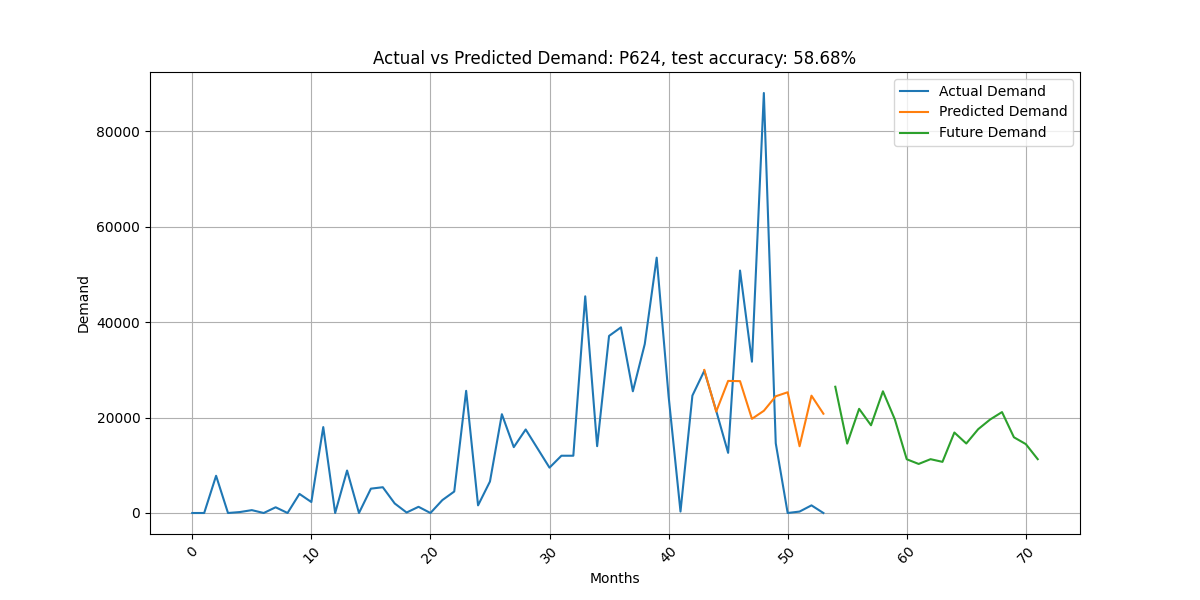 Actual vs Predicted Demand: P624, test accuracy: 58.68%
Actual Demand
Predicted Demand
Future Demand
Demand
80000
60000
40000
20000
0
0
10
20
30
40
50
60
70
Months